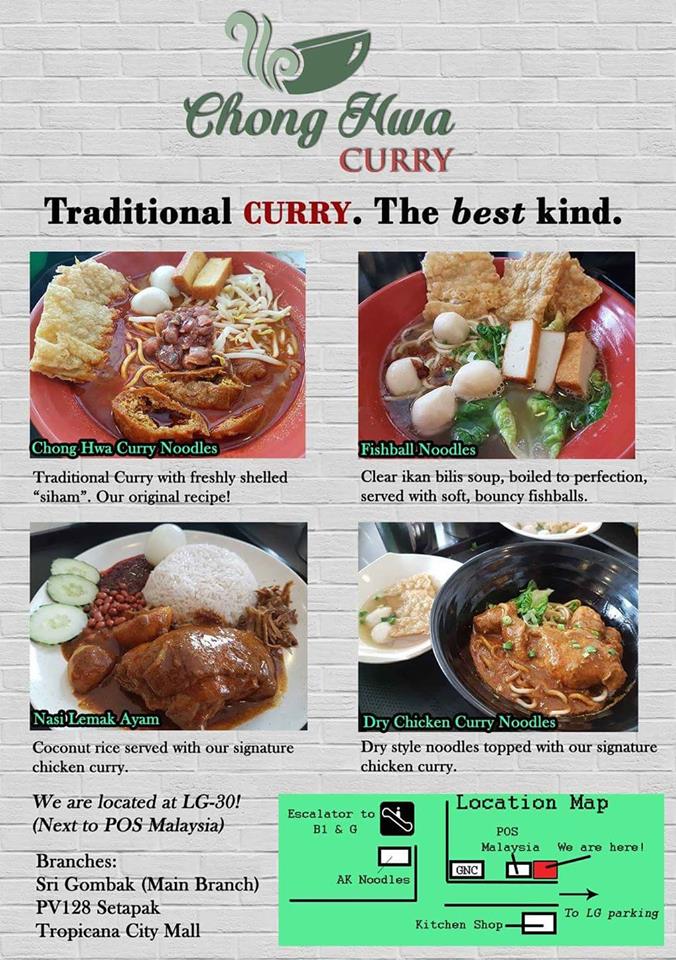 Chong Hwa
CURRY
Traditional CURRY. The best kind.
Chong Hwa Curry Noodles
Traditional Curry with freshly shelled
“siham”. Our original recipe!
Fishball Noodles
Clear ikan bilis soup, boiled to perfection,
served with soft, bouncy fishballs.
Nasi Lemak Ayam
Coconut rice served with our signature
chicken curry.
Dry Chicken Curry Noodles
Dry style noodles topped with our signature
chicken curry.
We are located at LG-30!
(Next to POS Malaysia)
Branches:
Sri Gombak (Main Branch)
PV128 Setapak
Tropicana City Mall
Location Map
Escalator to
B1 & G
AK Noodles
POS
Malaysia
We are here!
GNC
To LG parking
Kitchen Shop